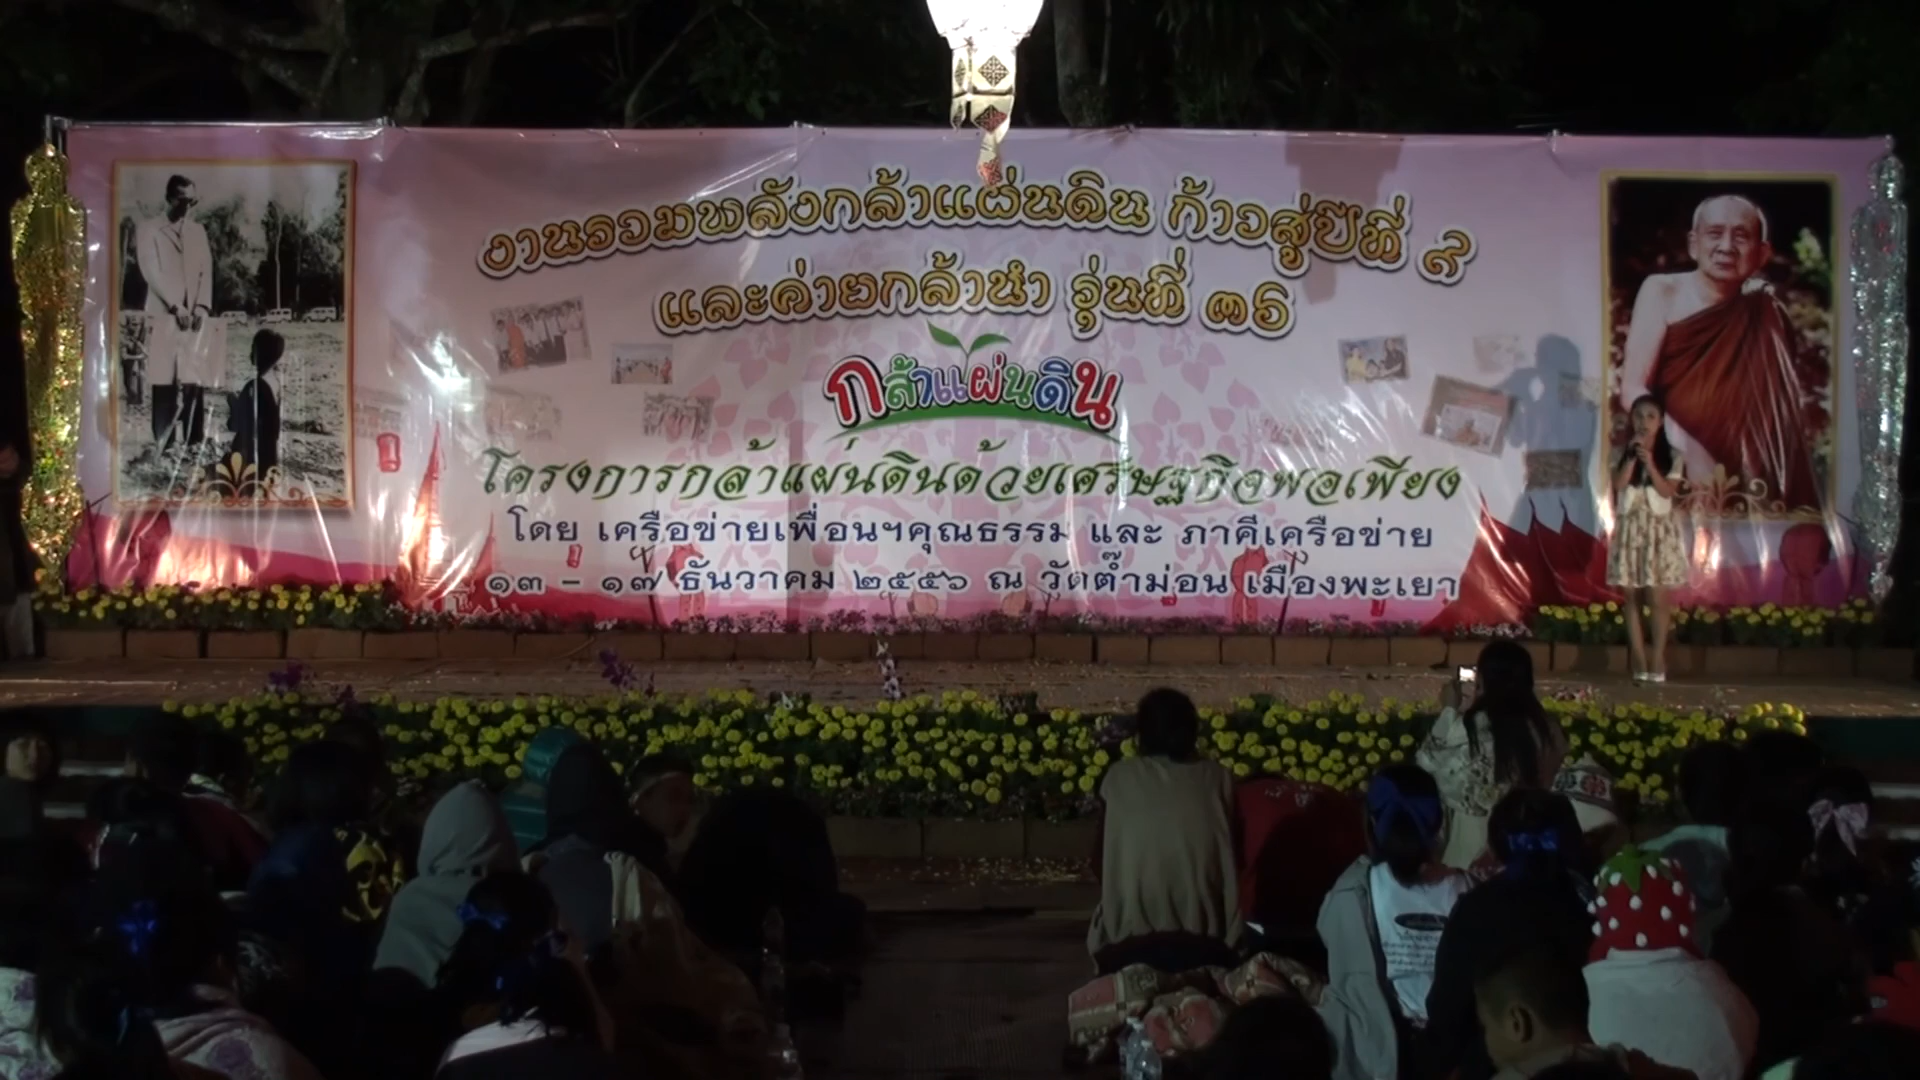 งานรวมพลังกล้าแผ่นดิน ก้าวสู่ปีที่ ๙
และค่ายกล้านำ รุ่นที่ ๓๖
กล้าแผ่นดิน
โครงการกล้าแผ่นดินด้วยเศรษฐกิจพอเพียง
โดย เครือข่ายเพื่อนฯคุณธรรม และ ภาคีเครือข่าย
๑๓ - ๑๗ ธันวาคม ๒๕๕๖ ณ วัดต๊ำม่อน เมืองพะเยา